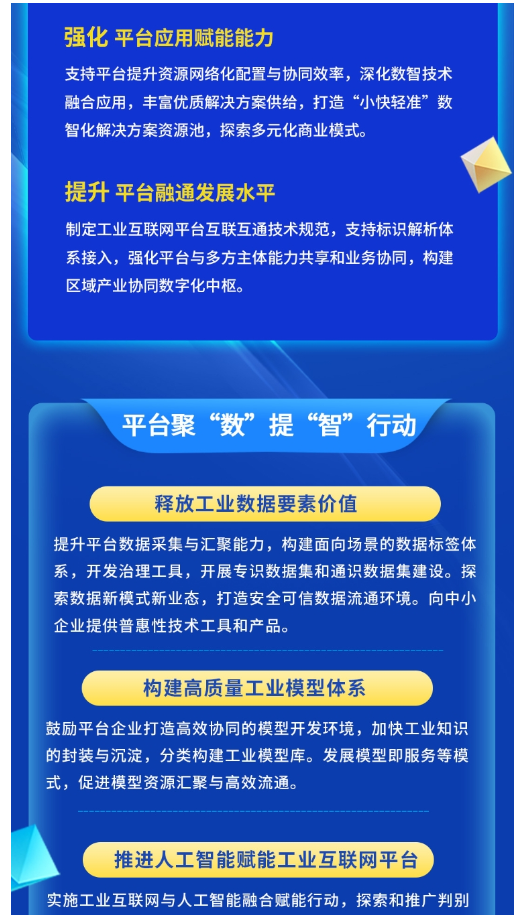 强化 平台应用赋能能力
支持平台提升资源网络化配置与协同效率，深化数智技术
融合应用，丰富优质解决方案供给，打造“小快轻准”数
智化解决方案资源池，探索多元化商业模式。
提升 平台融通发展水平
制定工业互联网平台互联互通技术规范，支持标识解析体
系接入，强化平台与多方主体能力共享和业务协同，构建
区域产业协同数字化中枢。
平台聚“数”提“智”行动
释放工业数据要素价值
提升平台数据采集与汇聚能力，构建面向场景的数据标签体
系，开发治理工具，开展专识数据集和通识数据集建设。探
索数据新模式新业态，打造安全可信数据流通环境。向中小
企业提供普惠性技术工具和产品。
构建高质量工业模型体系
鼓励平台企业打造高效协同的模型开发环境，加快工业知识
的封装与沉淀，分类构建工业模型库。发展模型即服务等模
式，促进模型资源汇聚与高效流通。
推进人工智能赋能工业互联网平台
实施工业互联网与人工智能融合赋能行动，探索和推广判别